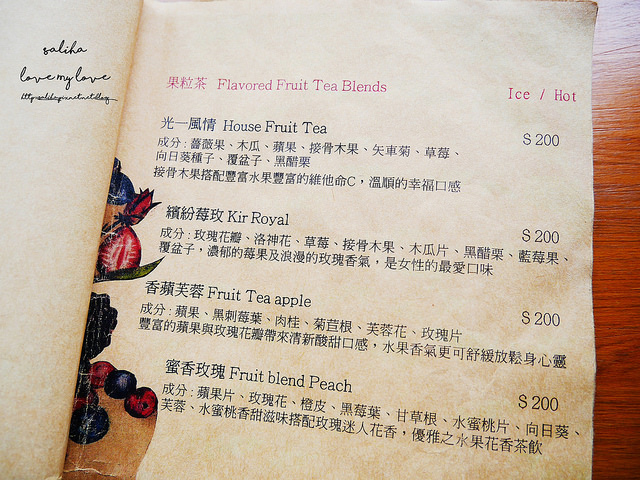 saliha
love my love
果粒茶 Flavored Fruit Tea Blends
Ice / Hot
光一風情 House Fruit Tea $200
成分:薔薇果、木瓜、蘋果、接骨木果、矢車菊、草莓、
向日葵種子、覆盆子、黑醋栗
接骨木果搭配豐富水果豐富的維他命C,溫順的幸福口感
繽紛莓玫 Kir Royal $200
成分:玫瑰花瓣、洛神花、草莓、接骨木果、木瓜片、黑醋栗、藍莓果、
覆盆子,濃郁的莓果及浪漫的玫瑰香氣,是女性的最愛口味
香蘋芙蓉 Fruit Tea apple $200
成分:蘋果、黑刺莓葉、肉桂、菊苣根、芙蓉花、玫瑰片
豐富的蘋果與玫瑰花瓣帶來清新酸甜口感,水果香氣更可舒緩放鬆身心靈
蜜香玫瑰 Fruit blend Peach $200
成分:蘋果片、玫瑰花、橙皮、黑莓葉、甘草根、水蜜桃片、向日葵、
芙蓉、水蜜桃香甜滋味搭配玫瑰迷人花香,優雅之水果花香茶飲